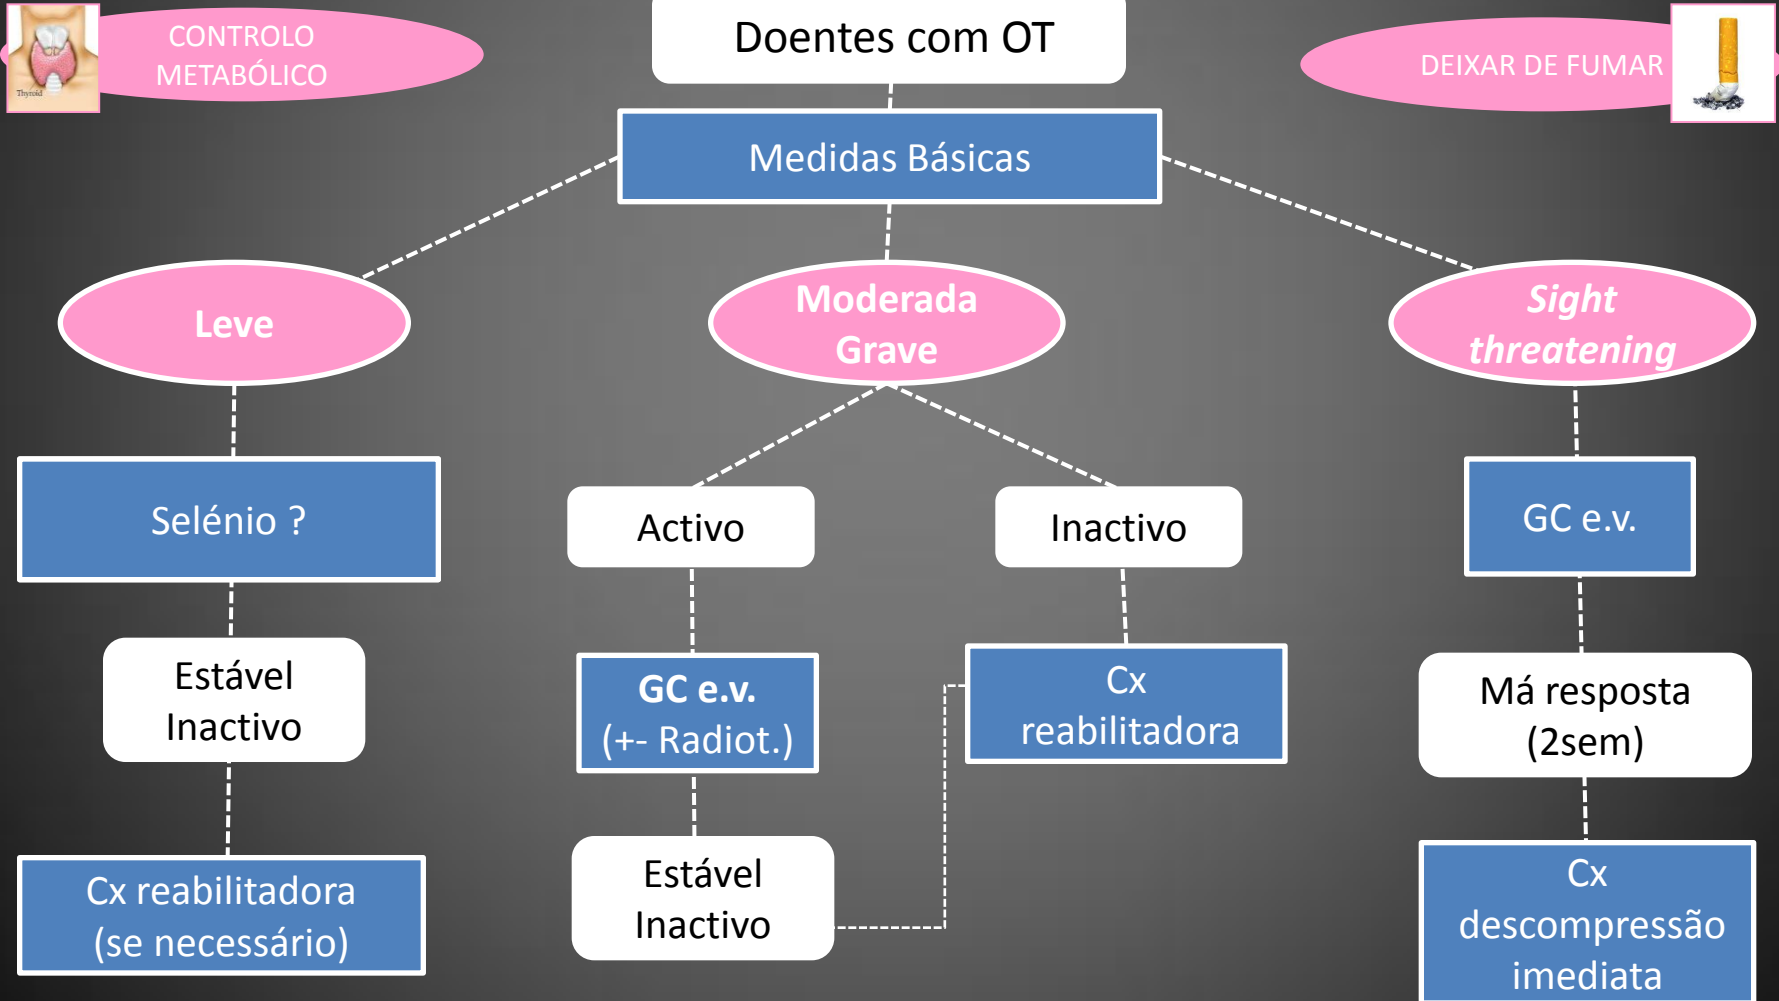 CONTROLO
METABÓLICO
Thyroid
Doentes com OT
DEIXAR DE FUMAR
Medidas Básicas
Leve
Moderada
Grave
Sight
threatening
Selénio ?
Activo
Inactivo
GC e.v.
Estável
Inactivo
GC e.v.
(+- Radiot.)
Cx
reabilitadora
Má resposta
(2sem)
Cx reabilitadora
(se necessário)
Estável
Inactivo
Cx
descompressão
imediata